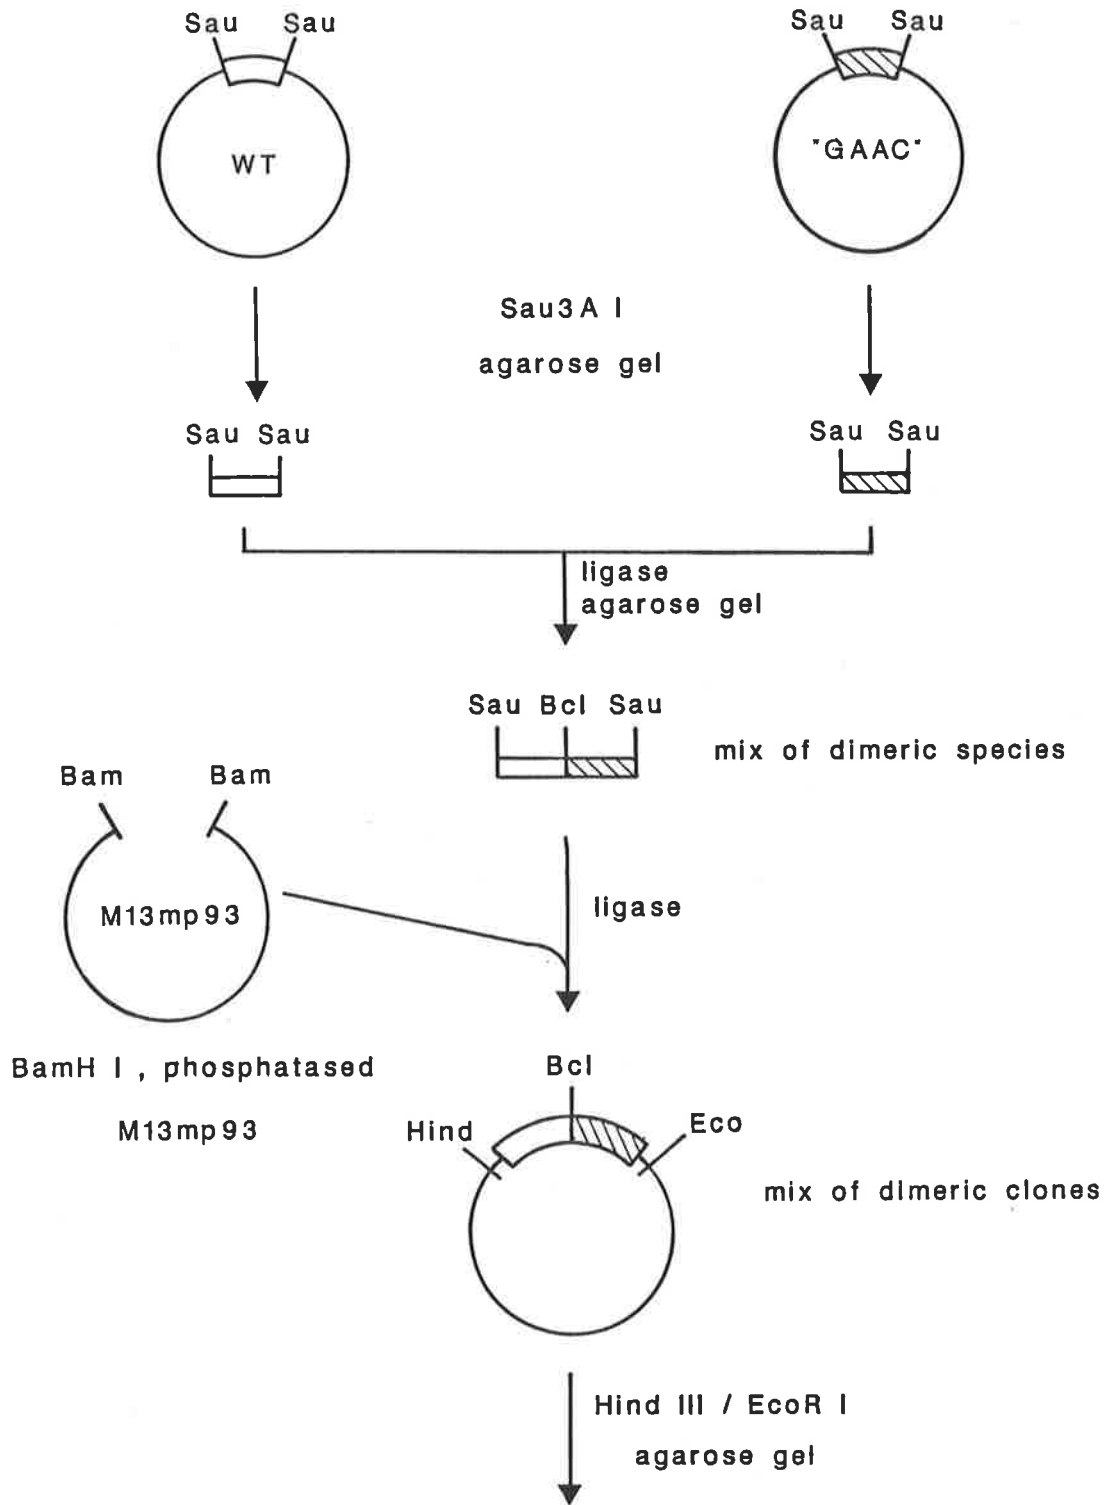 Sau Sau
Sau Sau
WT
"GAAC"
Sau3A I
agarose gel
Sau Sau
Sau Sau
ligase
agarose gel
Sau Bcl Sau
mix of dimeric species
Bam Bam
M13mp93
ligase
BamH I , phosphatased
M13mp93
Bcl
Hind
Eco
mix of dimeric clones
Hind III / EcoR I
agarose gel